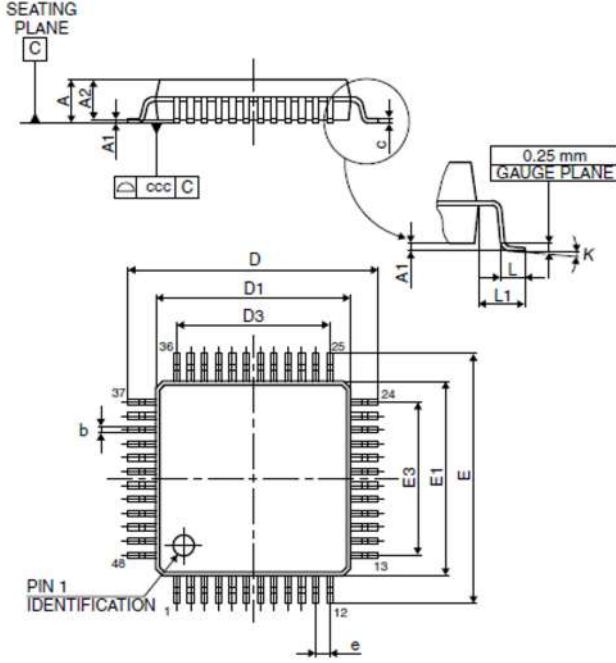 SEATING
PLANE
C
A
A2
A1
c
ccc C
0.25 mm
GAUGE PLANE
A1
L
L1
K
D
D1
D3
36
25
37
24
b
E3
E1
E
48
13
PIN 1
IDENTIFICATION
1
12
e